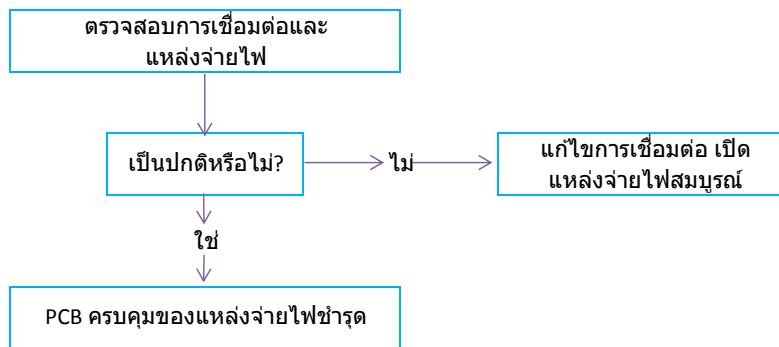 ตรวจสอบการเชื่อมต่อและ
แหล่งจ่ายไฟ
เป็นปกติหรือไม่?
ไม่
แก้ไขการเชื่อมต่อ เปิด
แหล่งจ่ายไฟสมบูรณ์
ใช่
PCB ครบคุมของแหล่งจ่ายไฟชำรุด